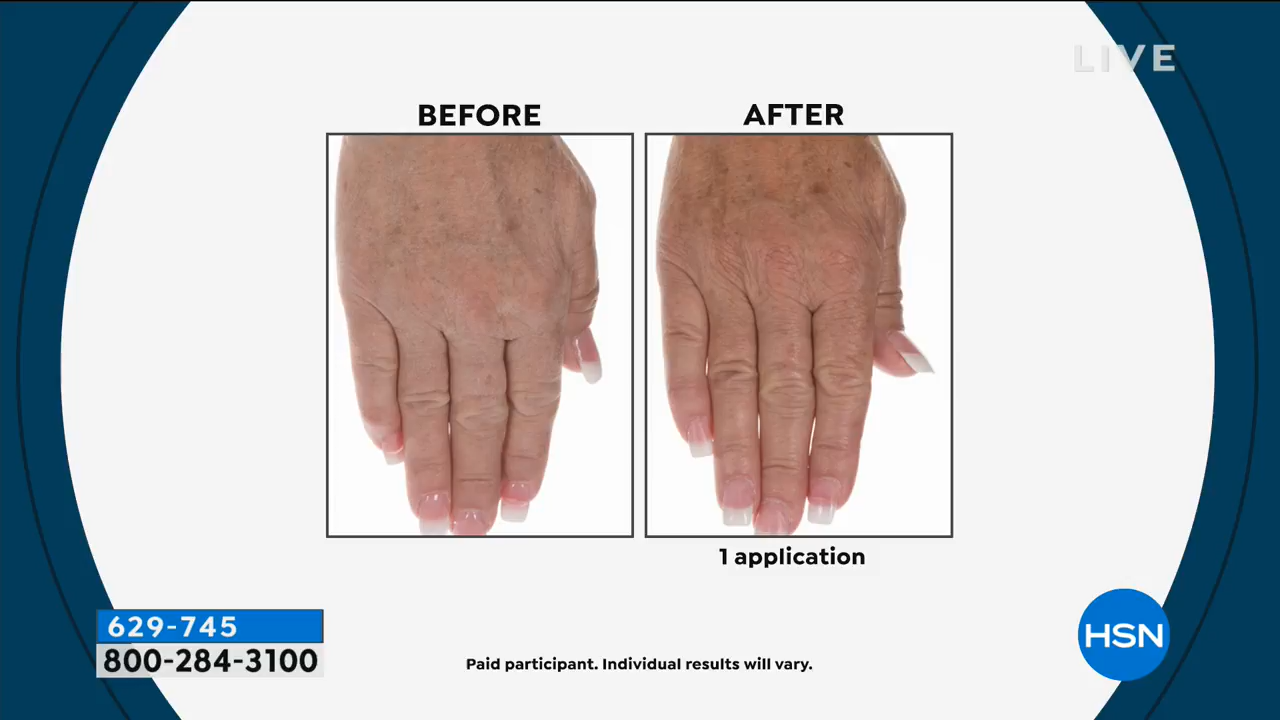 LIVE
BEFORE
AFTER
1 application
629-745
800-284-3100
HSN
Paid participant. Individual results will vary.